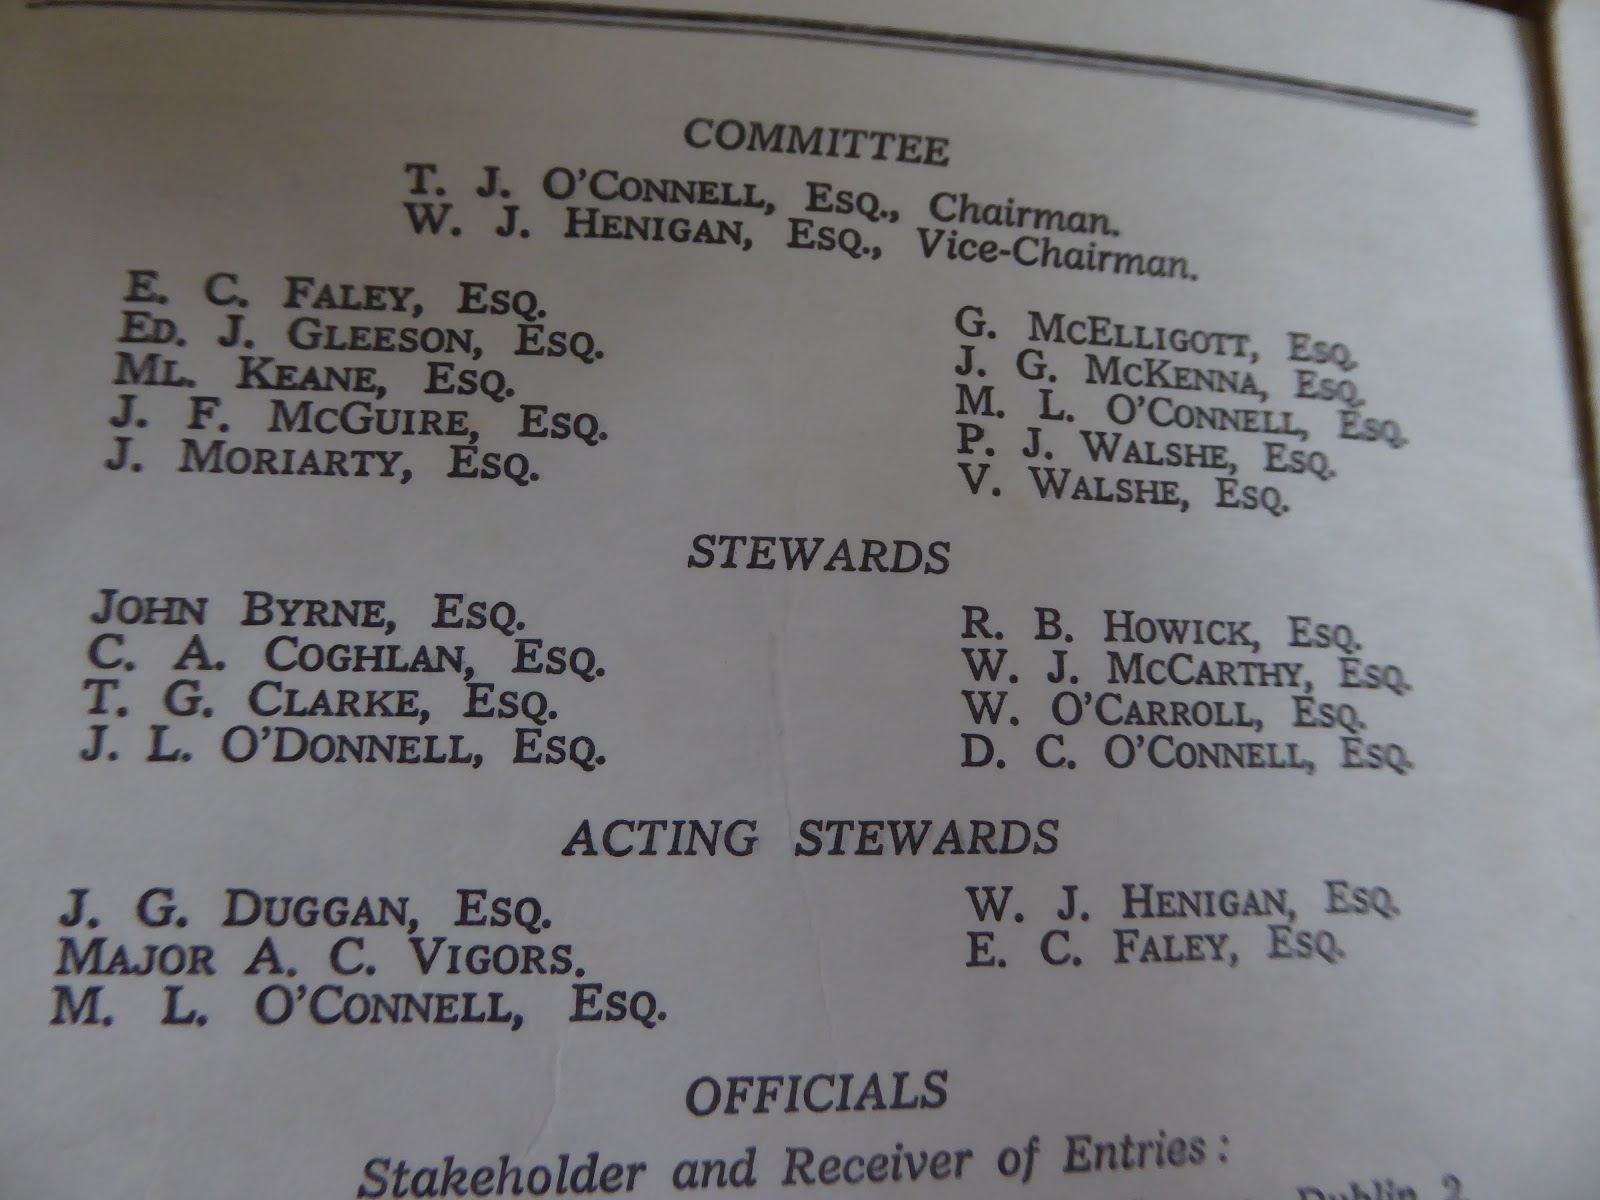 COMMITTEE
T. J. O'CONNELL, ESQ., Chairman.
W. J. HENIGAN, ESQ., Vice-Chairman.
E. C. FALEY, ESQ.
ED. J. GLEESON, ESQ.
ML. KEANE, ESQ.
J. F. MCGUIRE, ESQ.
J. MORIARTY, ESQ.
G. MCELLIGOTT, ESQ.
J. G. MCKENNA, ESQ.
M. L. O'CONNELL, ESQ.
P. J. WALSHE, ESQ.
V. WALSHE, ESQ.
STEWARDS
JOHN BYRNE, ESQ.
C. A. COGHLAN, ESQ.
T. G. CLARKE, ESQ.
J. L. O'DONNELL, ESQ.
R. B. HOWICK, ESQ.
W. J. MCCARTHY, ESQ.
W. O'CARROLL, ESQ.
D. C. O'CONNELL, ESQ.
ACTING STEWARDS
J. G. DUGGAN, ESQ.
MAJOR A. C. VIGORS.
M. L. O'CONNELL, ESQ.
W. J. HENIGAN, ESQ.
E. C. FALEY, ESQ.
OFFICIALS
Stakeholder and Receiver of Entries :
Dublin 2